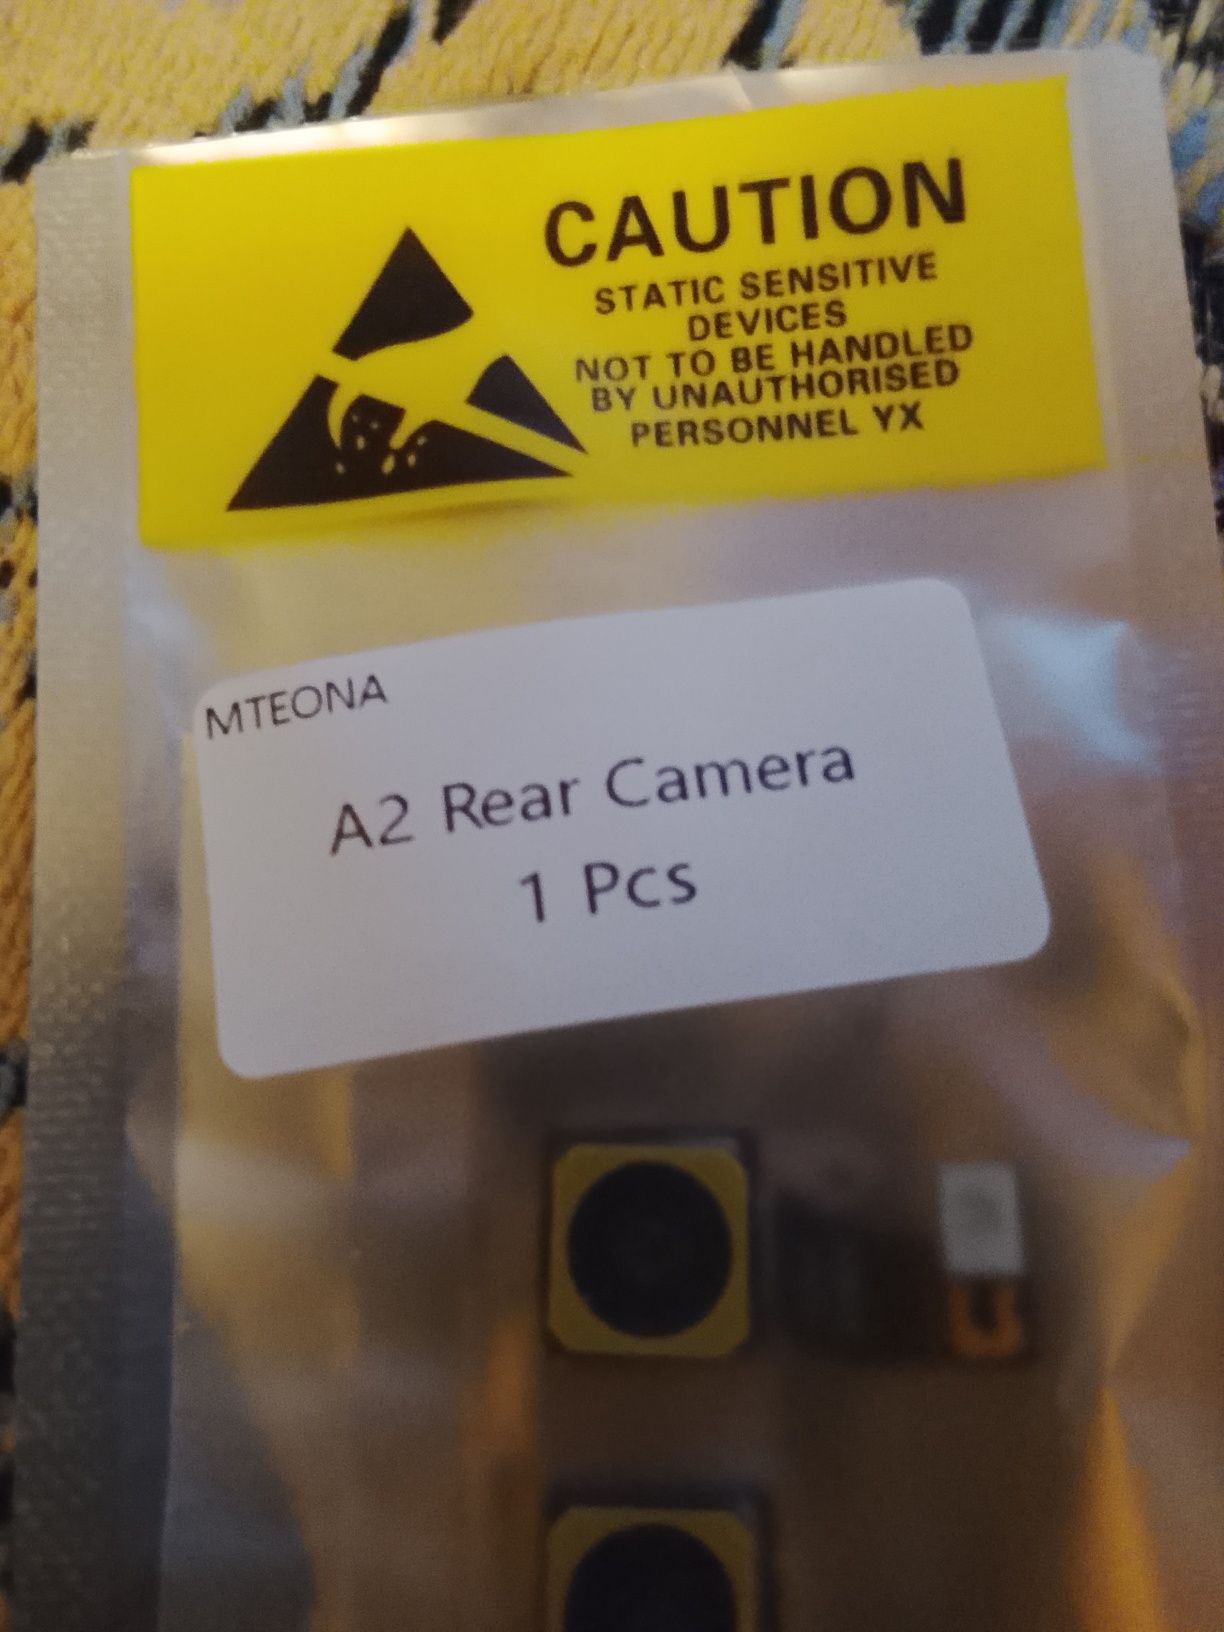 CAUTION
STATIC SENSITIVE
DEVICES
NOT TO BE HANDLED
BY UNAUTHORISED
PERSONNEL YX
MTEONA
A2 Rear Camera
1 Pcs